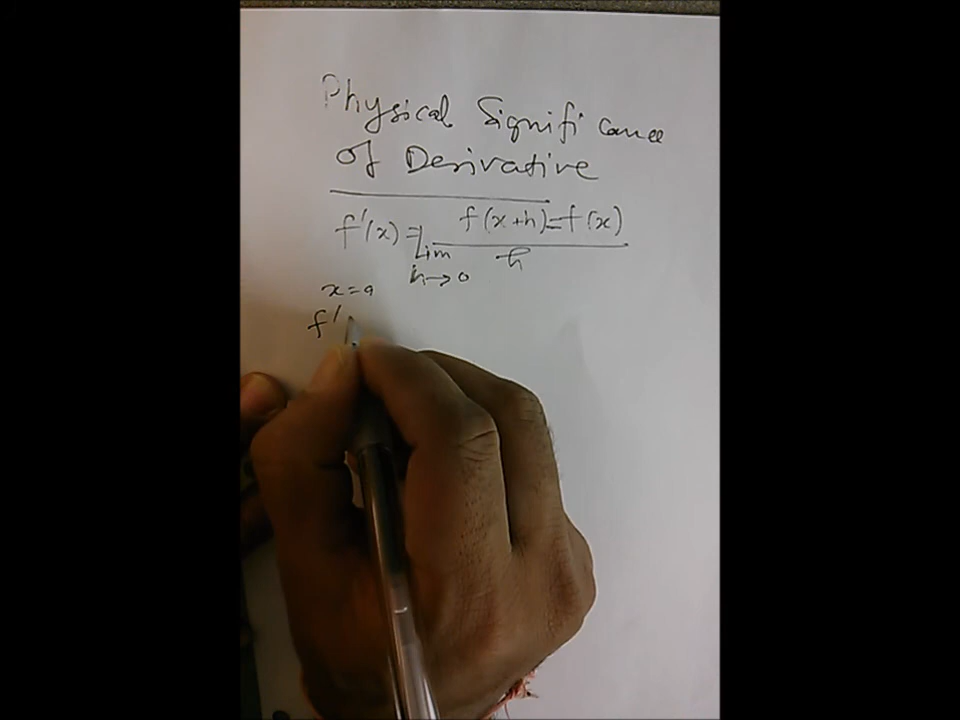 Physical Significance
of Derivative
f'(x) = Lim h→0 f(x+h)=f(x) / h
x=a
f'